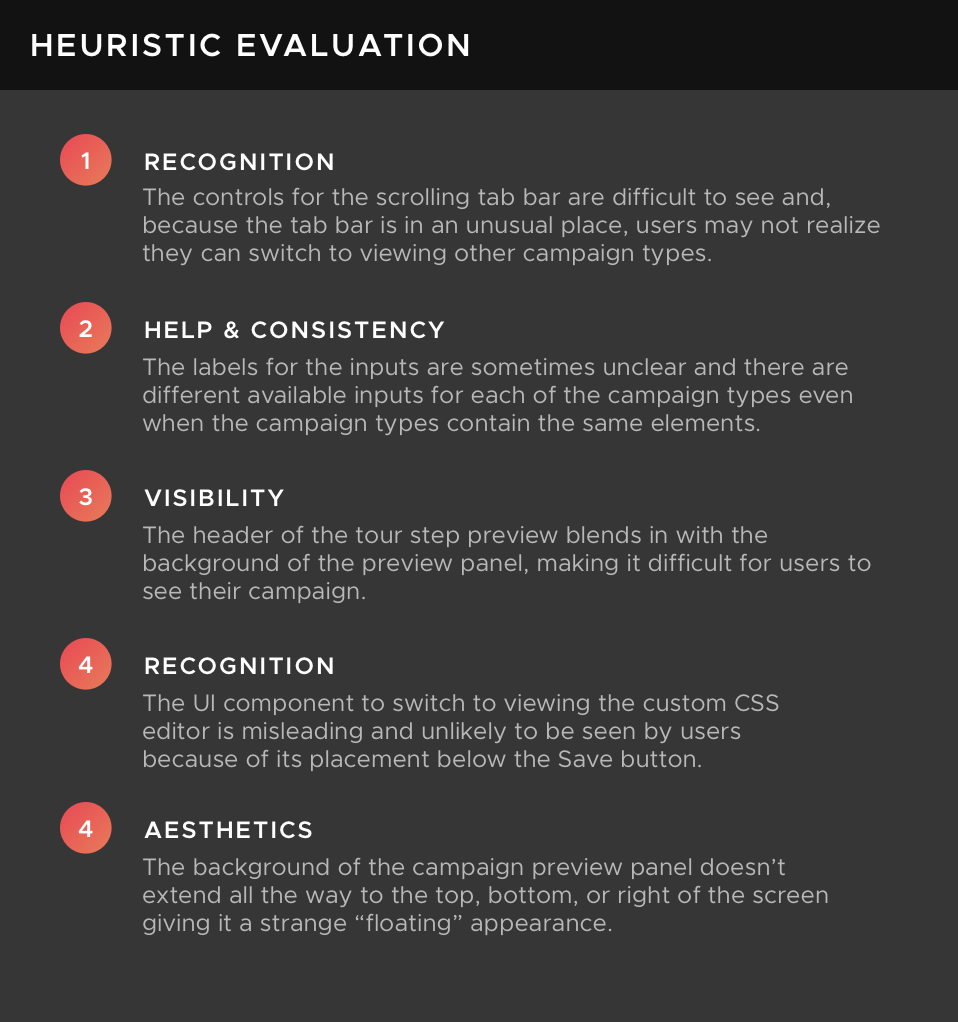 HEURISTIC EVALUATION
1
RECOGNITION
The controls for the scrolling tab bar are difficult to see and,
because the tab bar is in an unusual place, users may not realize
they can switch to viewing other campaign types.
2
HELP & CONSISTENCY
The labels for the inputs are sometimes unclear and there are
different available inputs for each of the campaign types even
when the campaign types contain the same elements.
3
VISIBILITY
The header of the tour step preview blends in with the
background of the preview panel, making it difficult for users to
see their campaign.
4
RECOGNITION
The UI component to switch to viewing the custom CSS
editor is misleading and unlikely to be seen by users
because of its placement below the Save button.
4
AESTHETICS
The background of the campaign preview panel doesn’t
extend all the way to the top, bottom, or right of the screen
giving it a strange “floating” appearance.